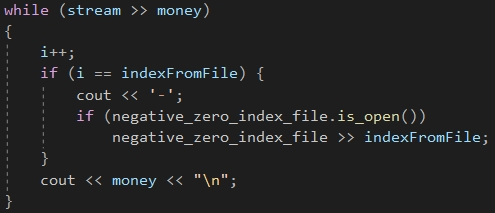 while (stream >> money)
{
i++;
if (i == indexFromFile) {
cout << '-';
if (negative_zero_index_file.is_open())
negative_zero_index_file >> indexFromFile;
}
cout << money << "\n";
}